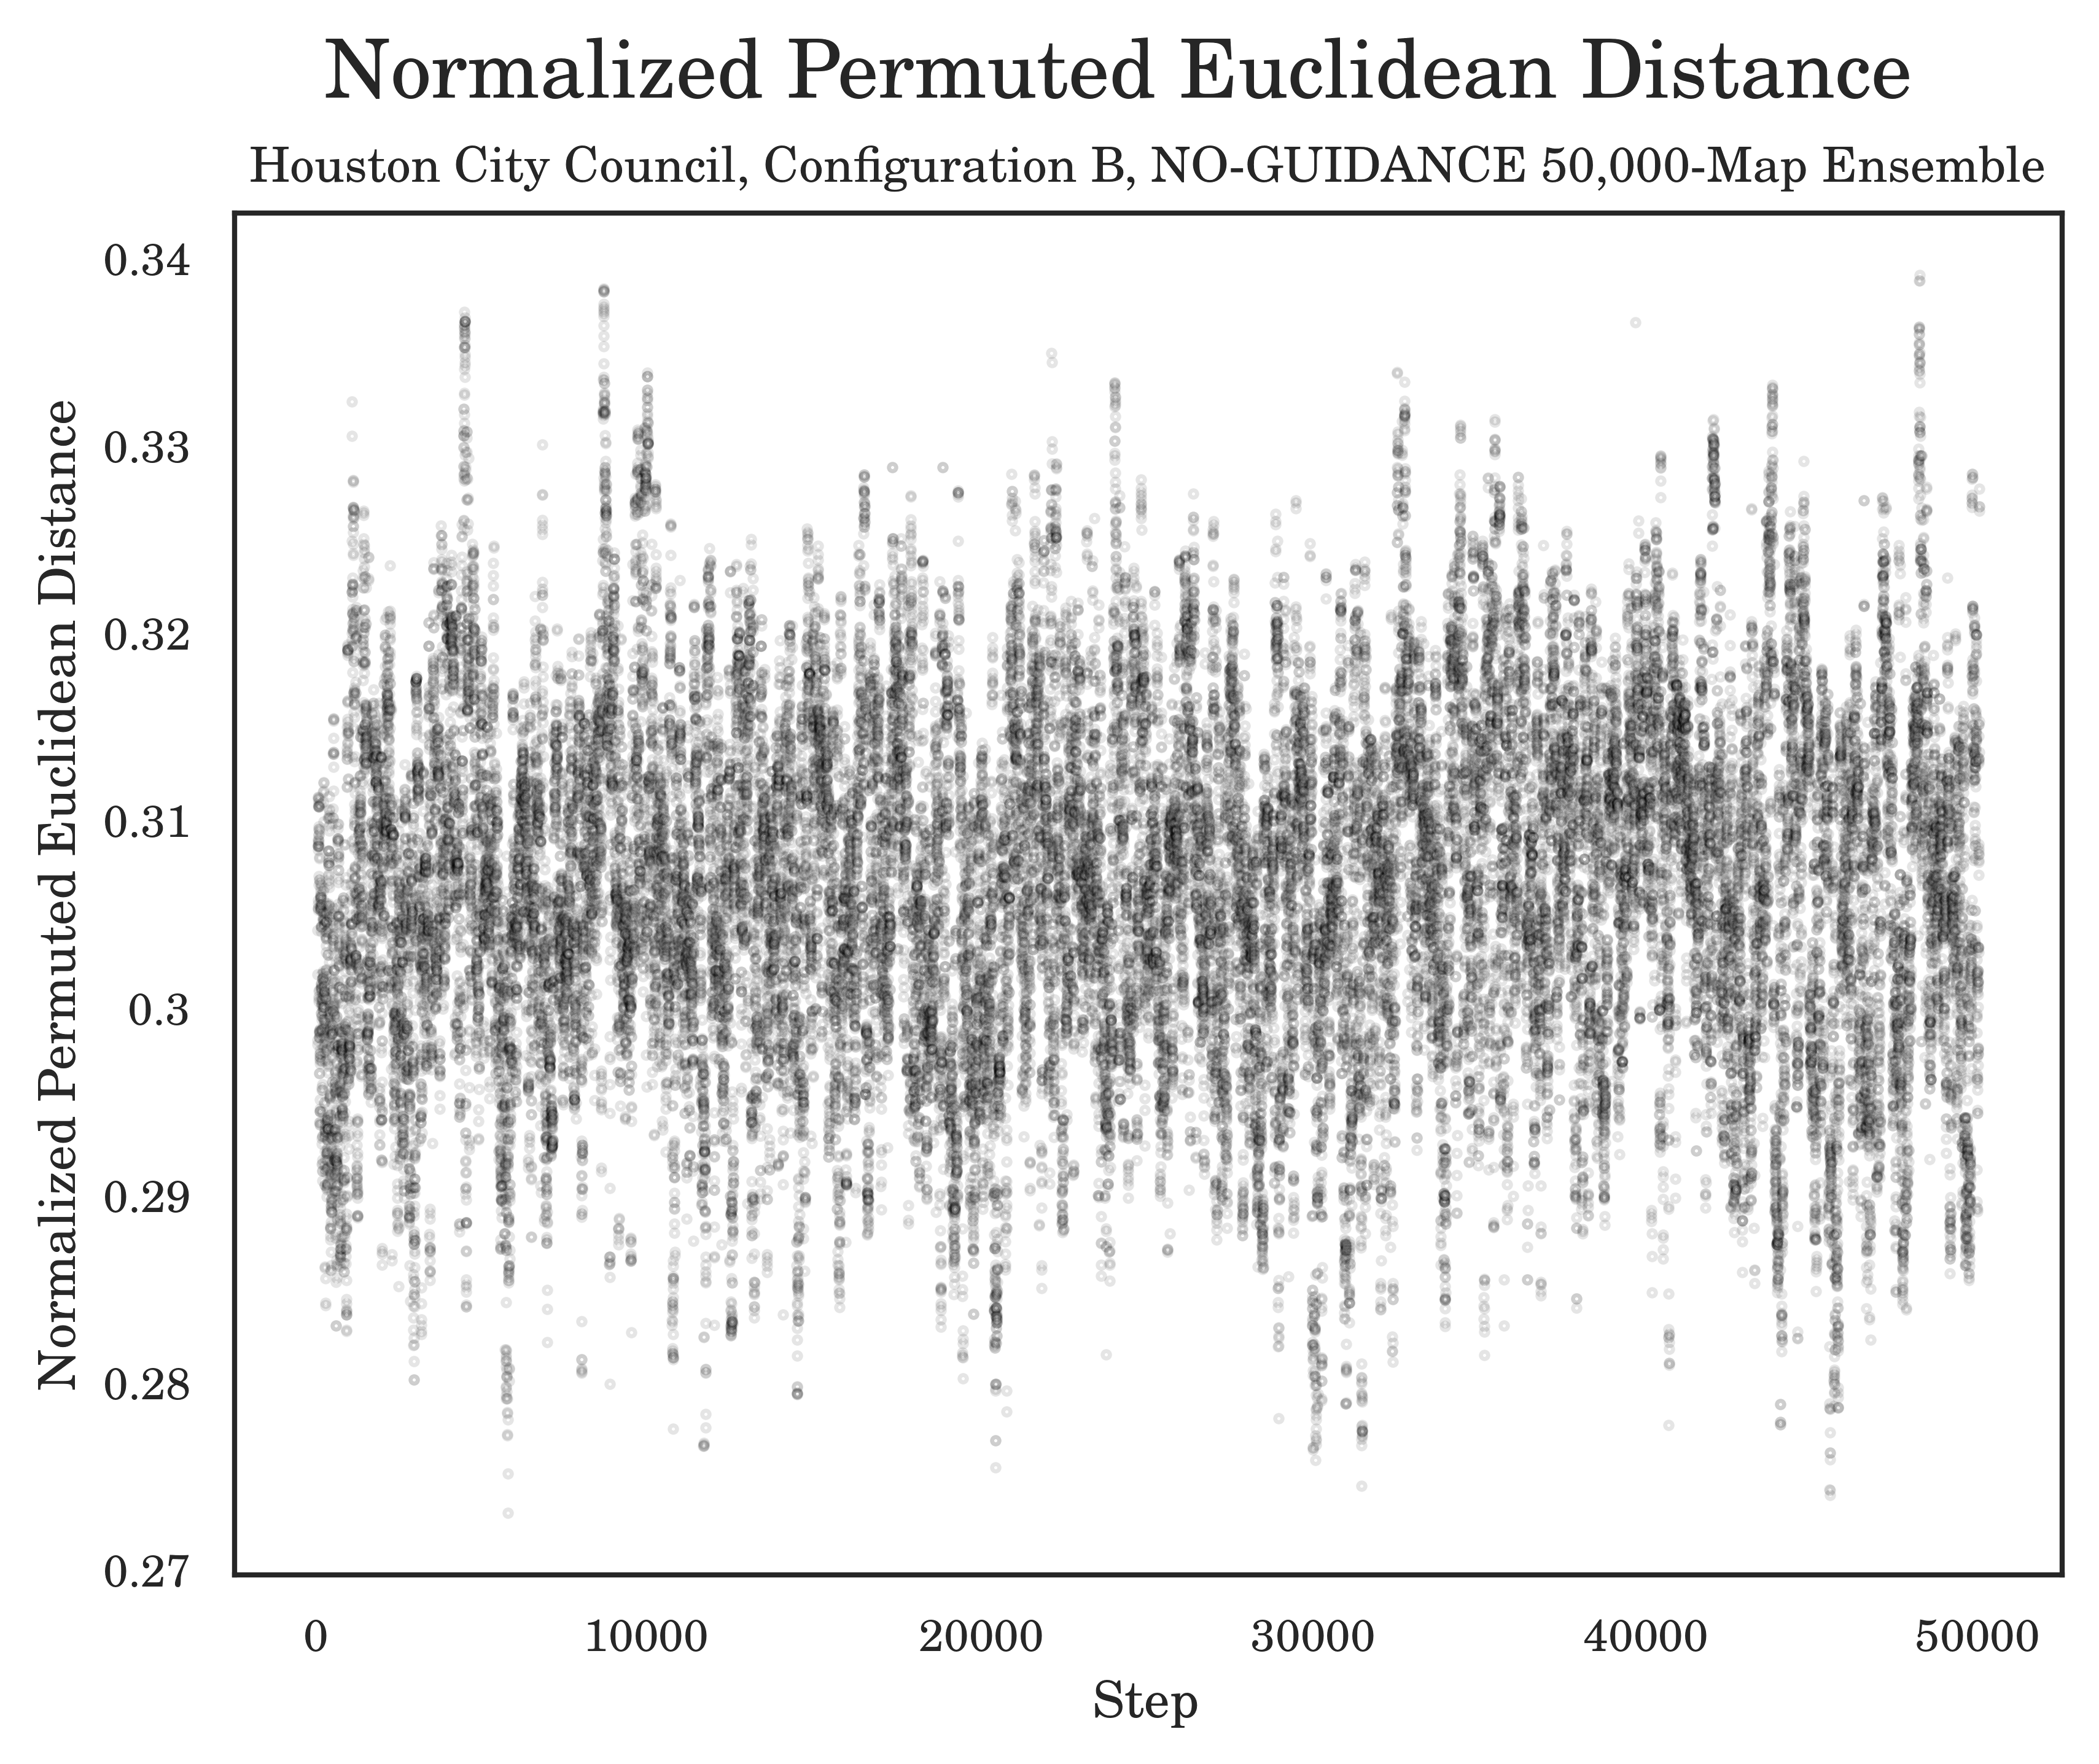 Normalized Permuted Euclidean Distance
Houston City Council, Configuration B, NO-GUIDANCE 50,000-Map Ensemble
Normalized Permuted Euclidean Distance
0.34
0.33
0.32
0.31
0.3
0.29
0.28
0.27
0 10000 20000 30000 40000 50000
Step